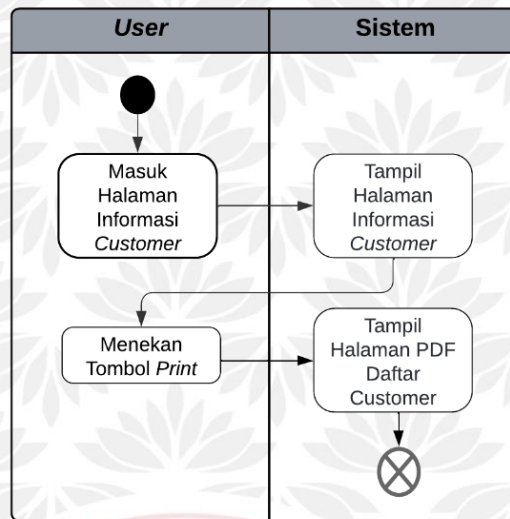 User
Sistem
Masuk
Halaman
Informasi
Customer
Tampil
Halaman
Informasi
Customer
Menekan
Tombol Print
Tampil
Halaman PDF
Daftar
Customer